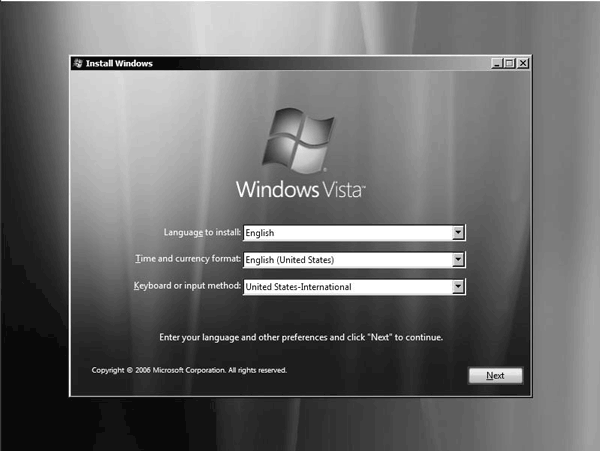 Install Windows
Windows Vista™
Language to install: English
Time and currency format: English (United States)
Keyboard or input method: United States-International
Enter your language and other preferences and click "Next" to continue.
Copyright © 2006 Microsoft Corporation. All rights reserved.
Next